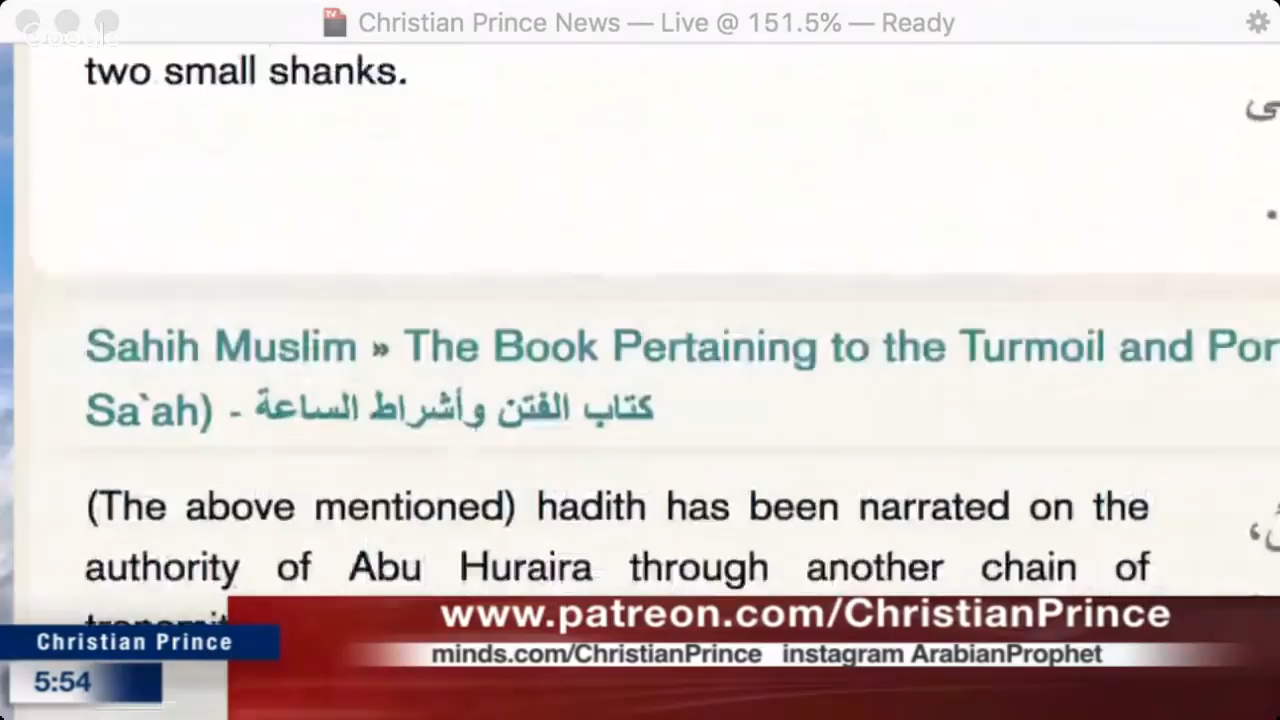 Christian Prince News — Live @ 151.5% — Ready
Google
two small shanks.
Sahih Muslim » The Book Pertaining to the Turmoil and Por
Sa`ah) - كتاب الفتن وأشراط الساعة
(The above mentioned) hadith has been narrated on the
authority of Abu Huraira through another chain of
www.patreon.com/ChristianPrince
Christian Prince
minds.com/ChristianPrince instagram ArabianProphet
5:54